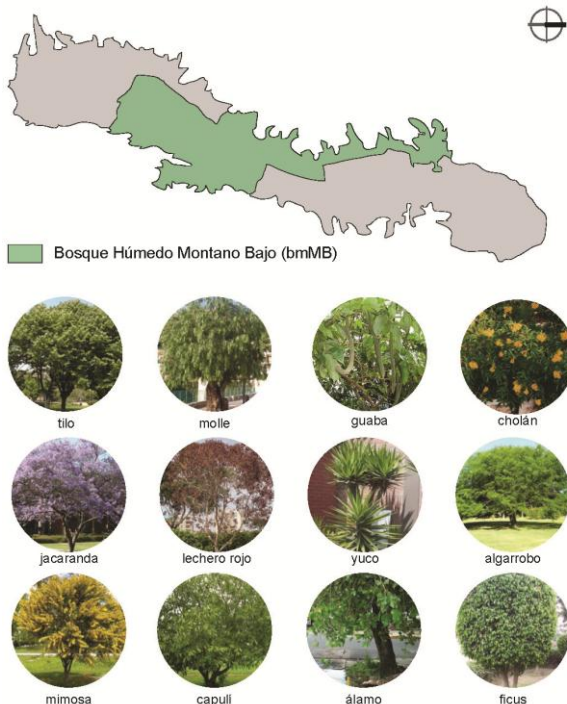 Bosque Húmedo Montano Bajo (bmMB)
tilo
molle
guaba
cholán
jacaranda
lechero rojo
yuco
algarrobo
mimosa
capulí
álamo
ficus